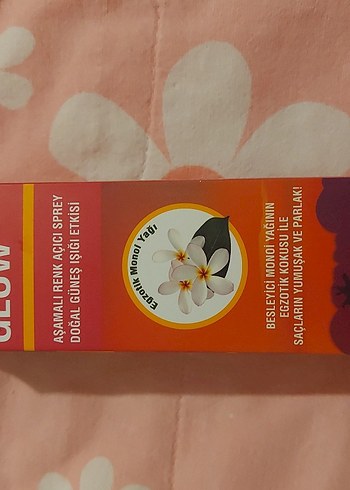 GLOW
AŞAMALI RENK AÇICI SPREY
DOĞAL GÜNEŞ IŞIĞI ETKİSİ
Egzotik Monoi Yağı
BESLEYİCİ MONOI YAĞININ
EGZOTİK KOKUSU İLE
SAÇLARIN YUMUŞAK VE PARLAK!